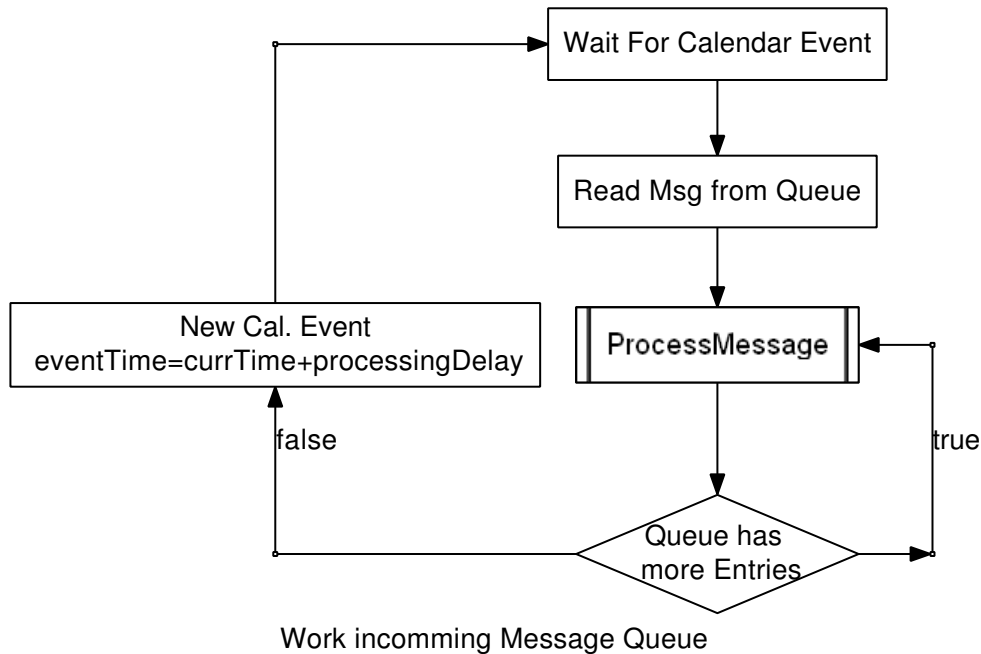 Wait For Calendar Event
Read Msg from Queue
New Cal. Event
eventTime=currTime+processingDelay
ProcessMessage
false
true
Queue has
more Entries
Work incomming Message Queue